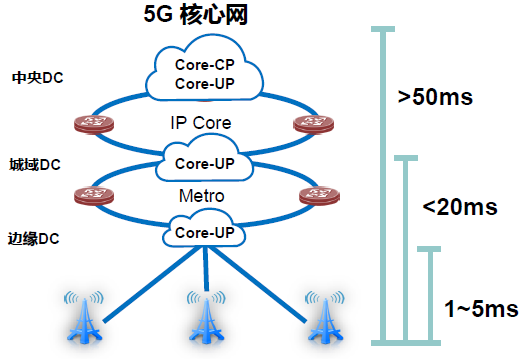 5G 核心网
中央DC
Core-CP
Core-UP
>50ms
IP Core
城域DC
Core-UP
<20ms
Metro
边缘DC
Core-UP
1~5ms